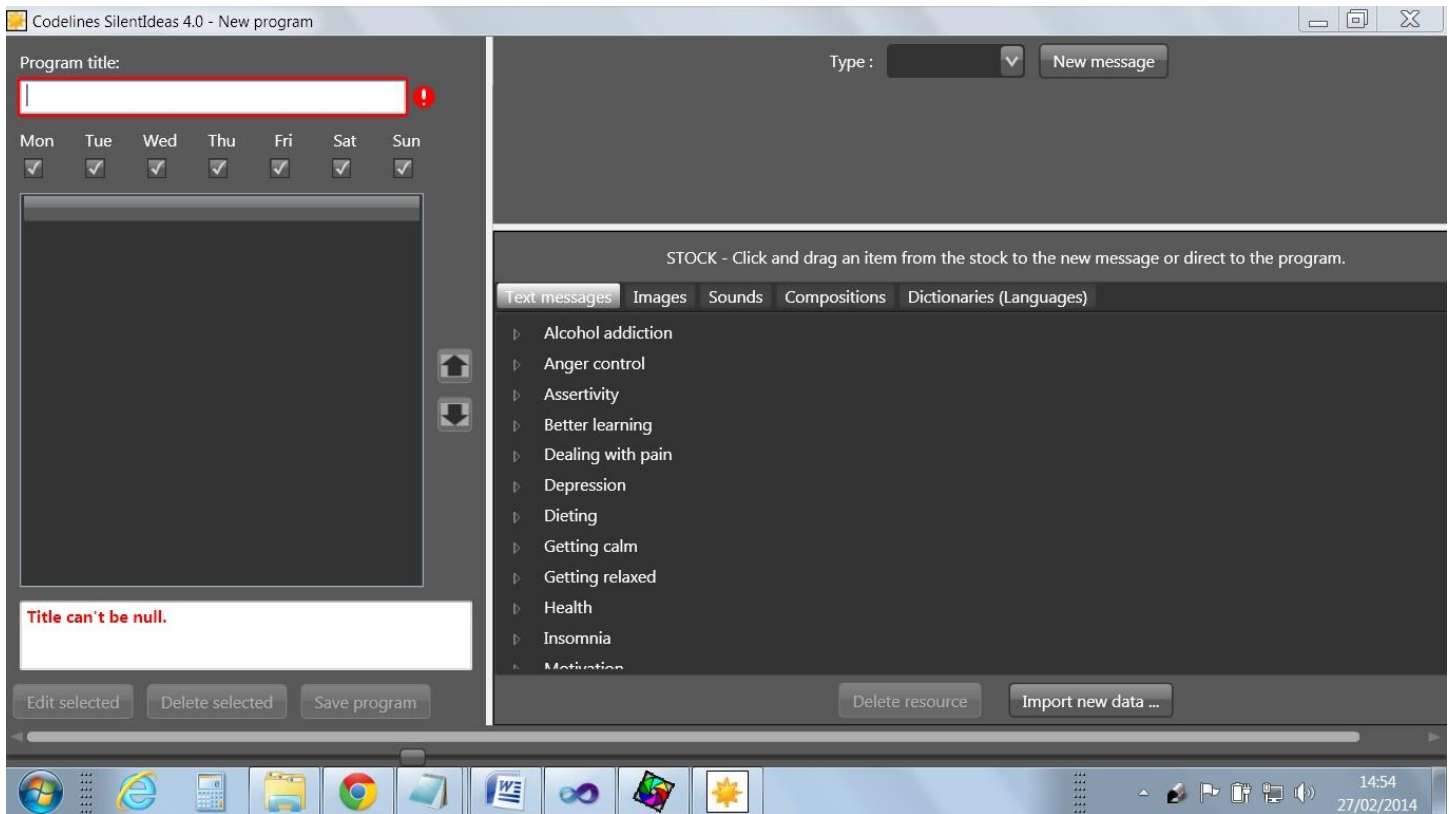 Codelines SilentIdeas 4.0 - New program
Program title:
Mon Tue Wed Thu Fri Sat Sun
Title can't be null.
Edit selected Delete selected Save program
Type : New message
STOCK - Click and drag an item from the stock to the new message or direct to the program.
Text messages Images Sounds Compositions Dictionaries (Languages)
Alcohol addiction
Anger control
Assertivity
Better learning
Dealing with pain
Depression
Dieting
Getting calm
Getting relaxed
Health
Insomnia
Motivation
Delete resource Import new data ...
14:54
27/02/2014